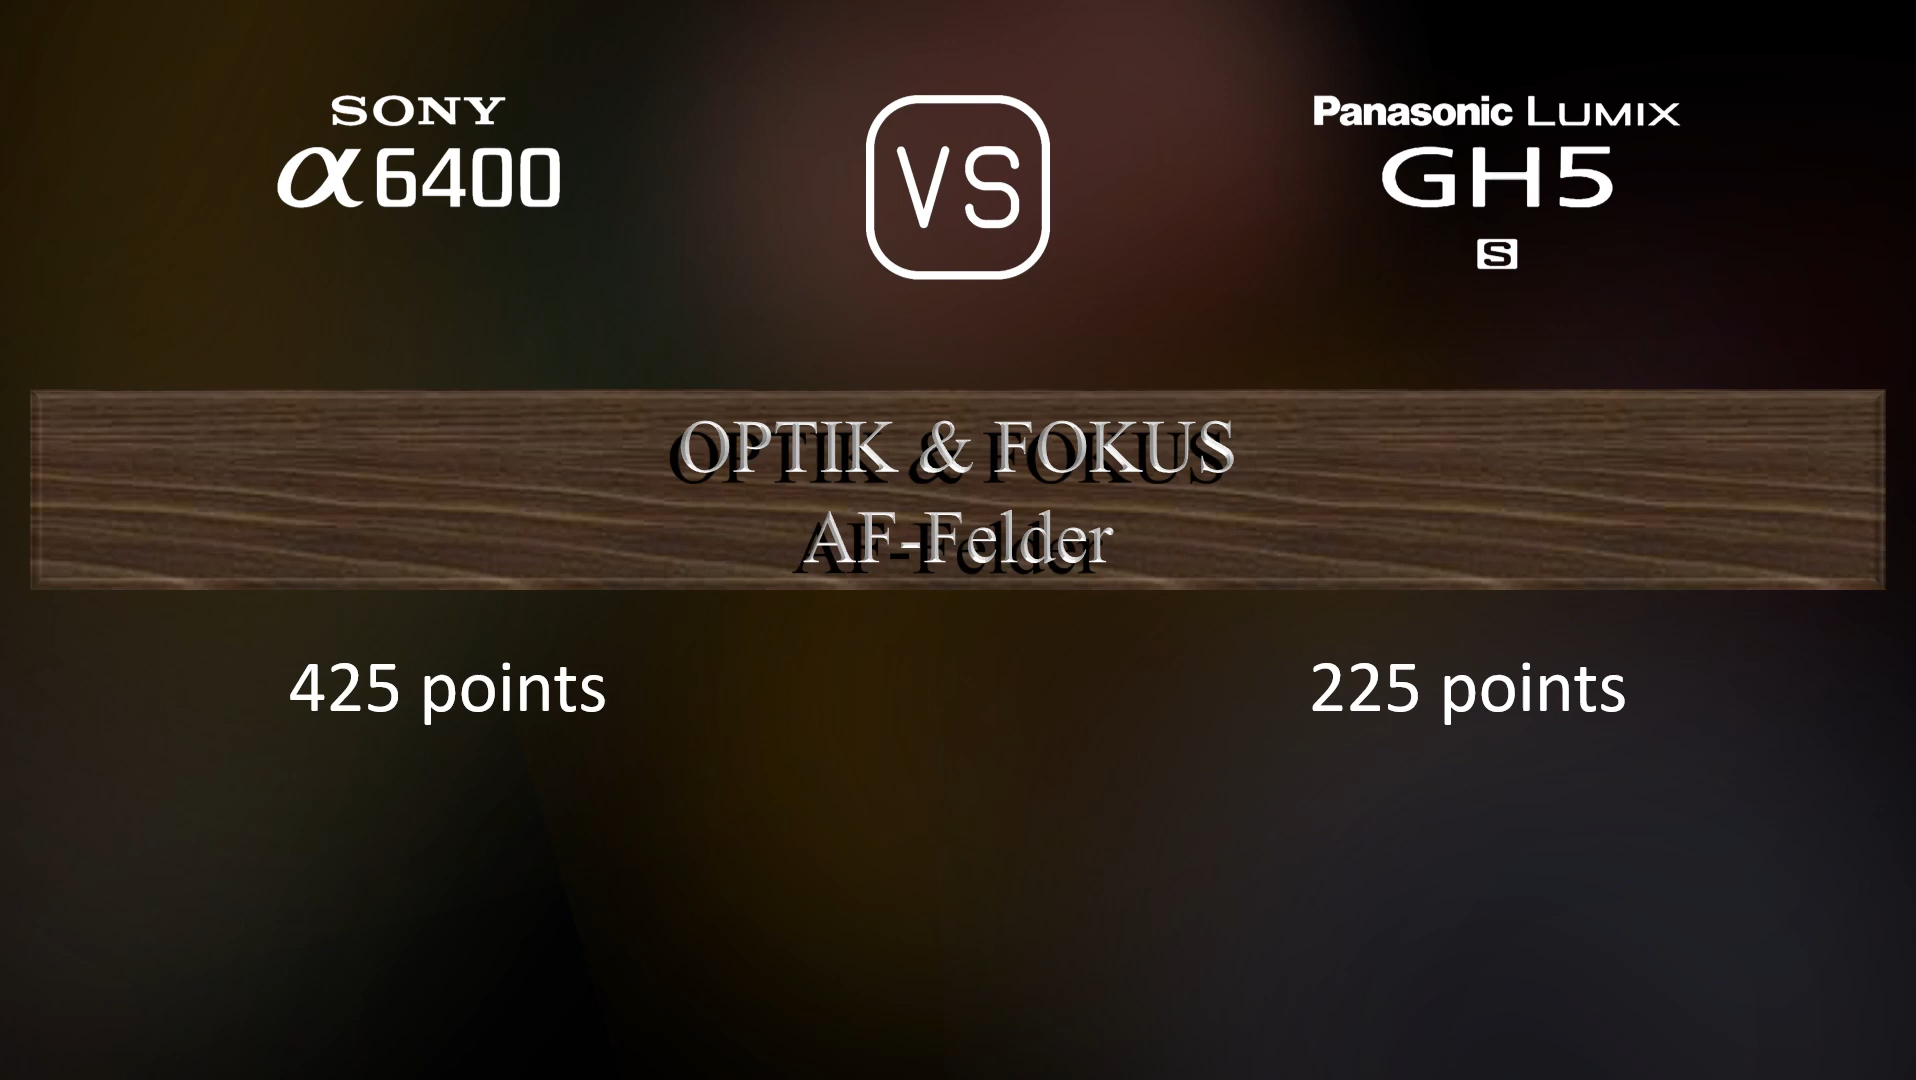 SONY
α6400
VS
Panasonic LUMIX
GH5
S
OPTIK & FOKUS
AF-Felder
425 points
225 points